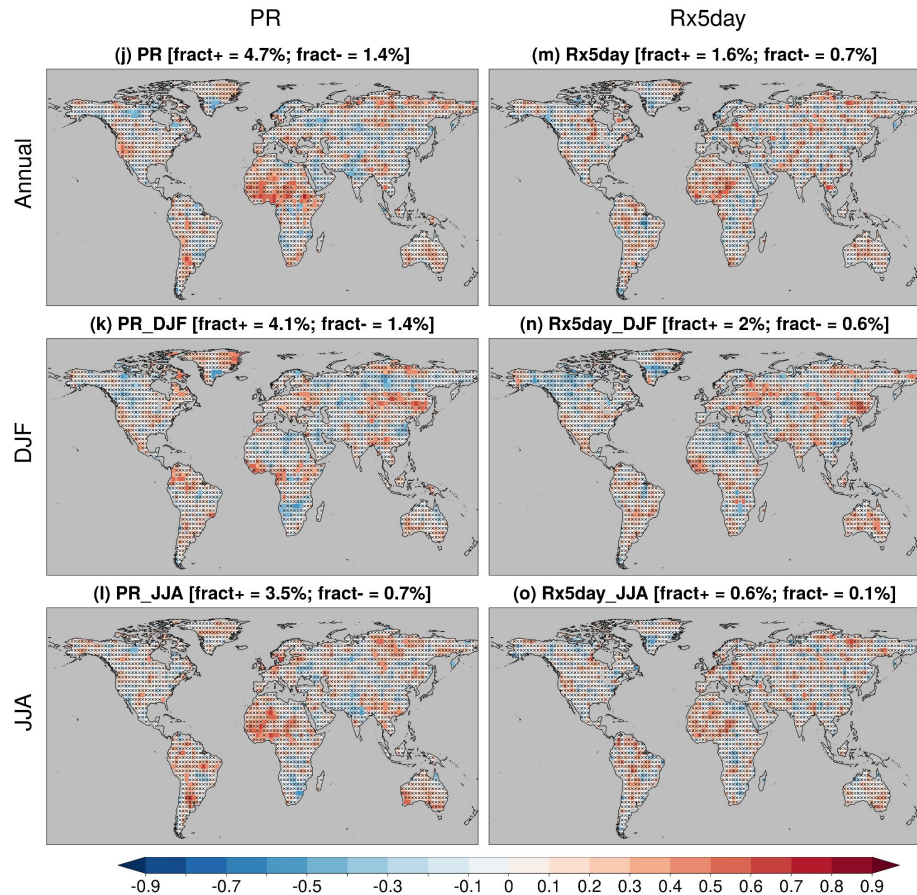 PR
Rx5day
Annual
(j) PR [fract+ = 4.7%; fract- = 1.4%]
(m) Rx5day [fract+ = 1.6%; fract- = 0.7%]
DJF
(k) PR_DJF [fract+ = 4.1%; fract- = 1.4%]
(n) Rx5day_DJF [fract+ = 2%; fract- = 0.6%]
JJA
(l) PR_JJA [fract+ = 3.5%; fract- = 0.7%]
(o) Rx5day_JJA [fract+ = 0.6%; fract- = 0.1%]
-0.9 -0.7 -0.5 -0.3 -0.1 0 0.1 0.2 0.3 0.4 0.5 0.6 0.7 0.8 0.9